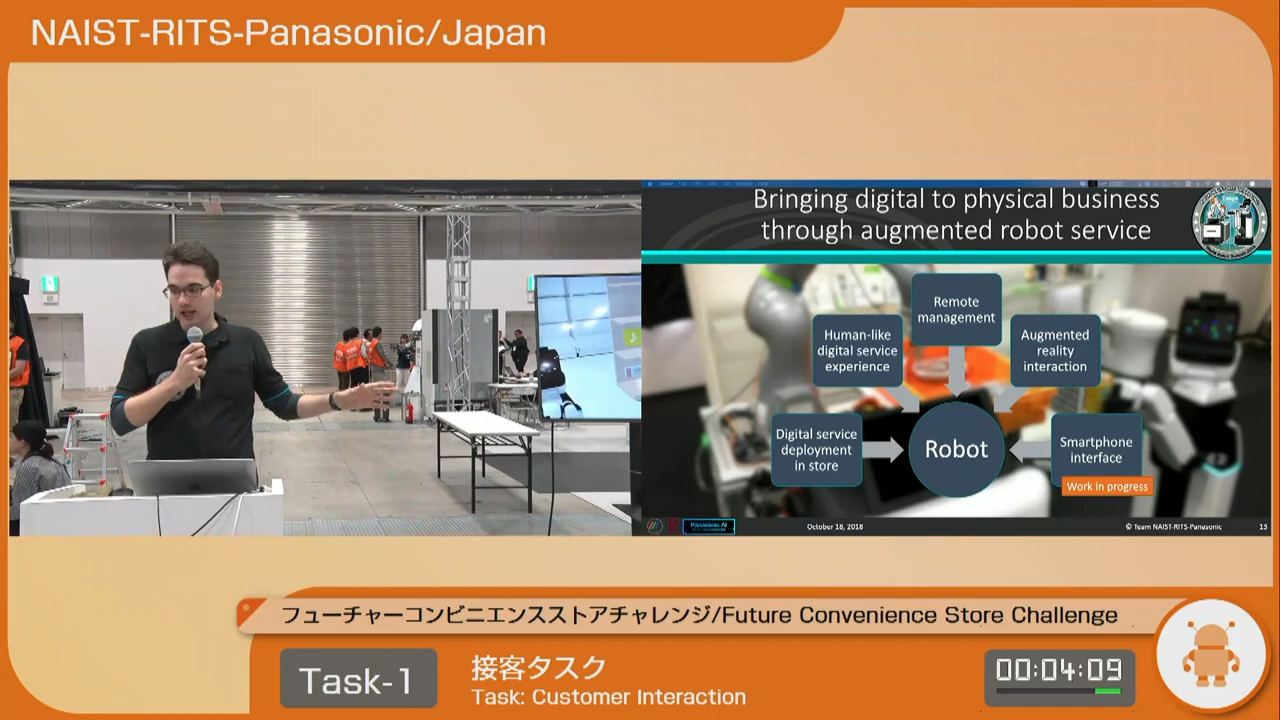 NAIST-RITS-Panasonic/Japan
Bringing digital to physical business
through augmented robot service
Remote
management
Human-like
digital service
experience
Augmented
reality
interaction
Digital service
deployment
in store
Robot
Smartphone
interface
Work in progress
Panasonic AI
October 18, 2018
© Team NAIST-RITS-Panasonic
13
フューチャーコンビニエンスストアチャレンジ/Future Convenience Store Challenge
Task-1
接客タスク
Task: Customer Interaction
00:04:09